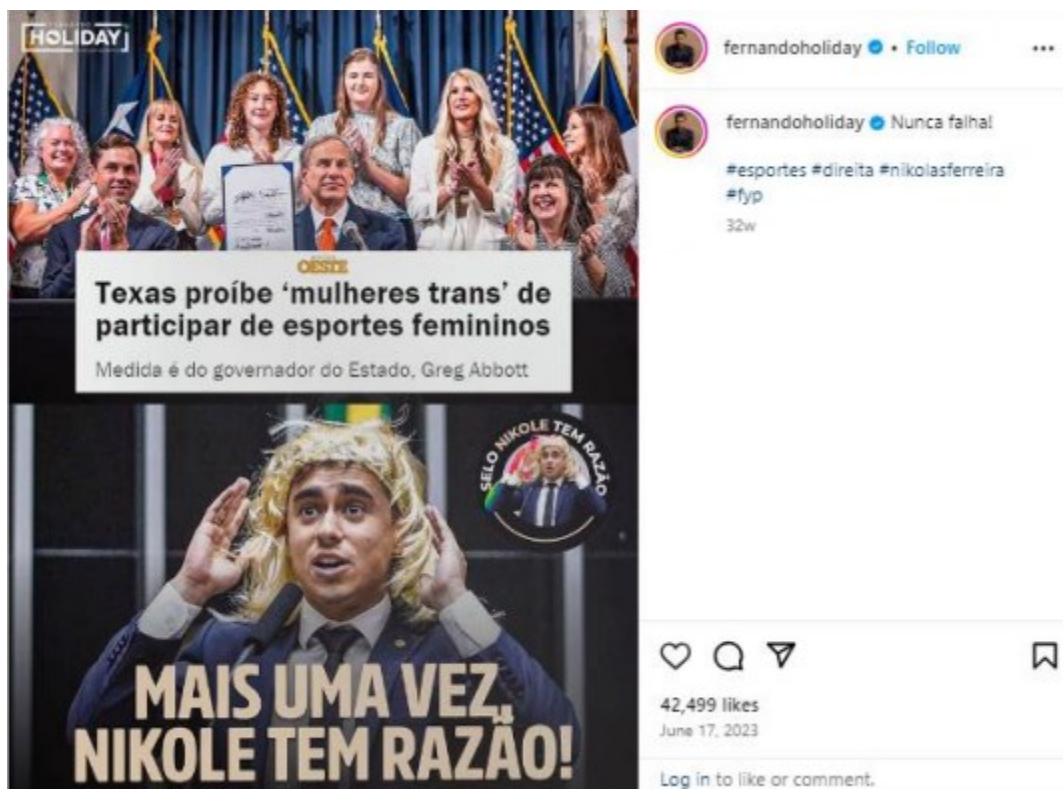 HOLIDAY
OESTE
Texas proíbe ‘mulheres trans’ de
participar de esportes femininos
Medida é do governador do Estado, Greg Abbott
SELO NIKOLE TEM RAZÃO
MAIS UMA VEZ,
NIKOLE TEM RAZÃO!
fernandoholiday • Follow
fernandoholiday Nunca falha!
#esportes #direita #nikolasferreira
#fyp
32w
42,499 likes
June 17, 2023
Log in to like or comment.